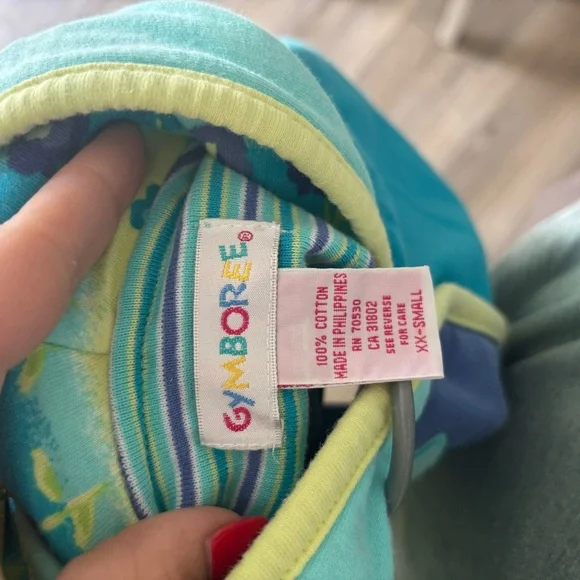 GYMBOREE®
100% COTTON
MADE IN PHILIPPINES
RN 70530
CA 31802
SEE REVERSE
FOR CARE
XX-SMALL